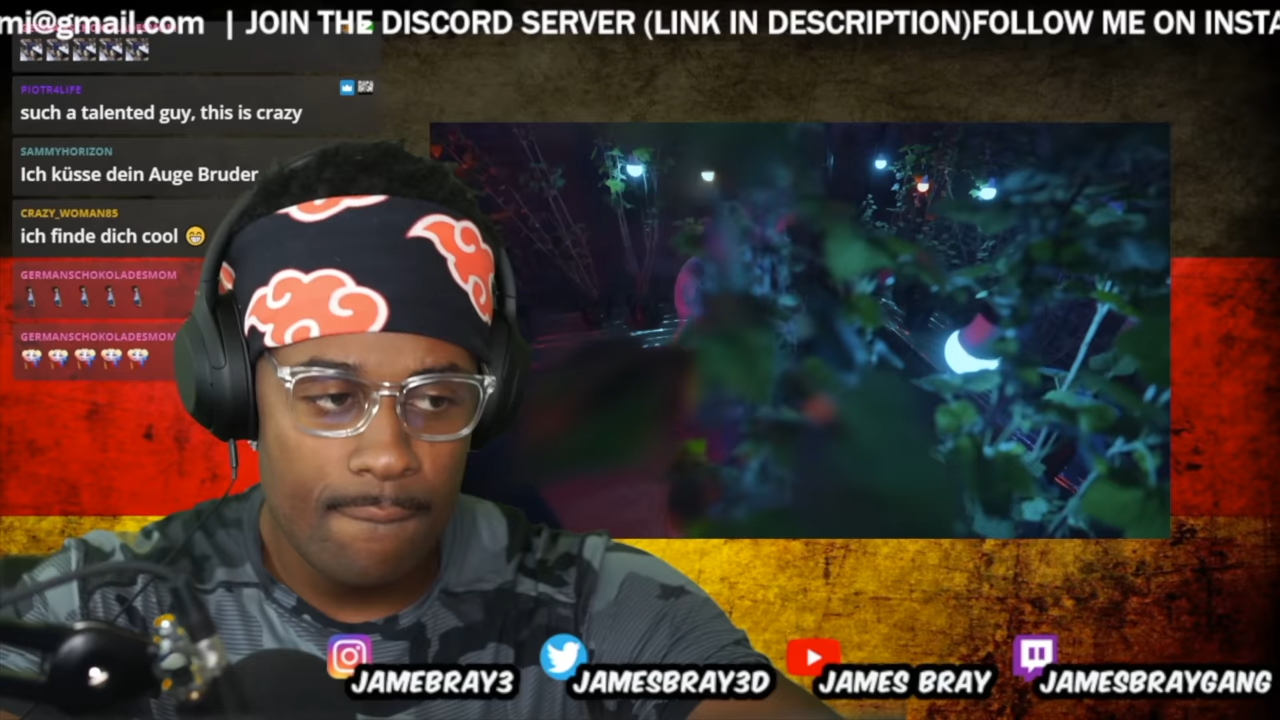 mi@gmail.com | JOIN THE DISCORD SERVER (LINK IN DESCRIPTION)FOLLOW ME ON INSTA
PIOTR4LIFE
such a talented guy, this is crazy
SAMMYHORIZON
Ich küsse dein Auge Bruder
CRAZY_WOMAN85
ich finde dich cool
GERMANSCHOKOLADESMOM
GERMANSCHOKOLADESMOM
JAMEBRAY3
JAMESBRAY3D
JAMES BRAY
JAMESBRAYGANG